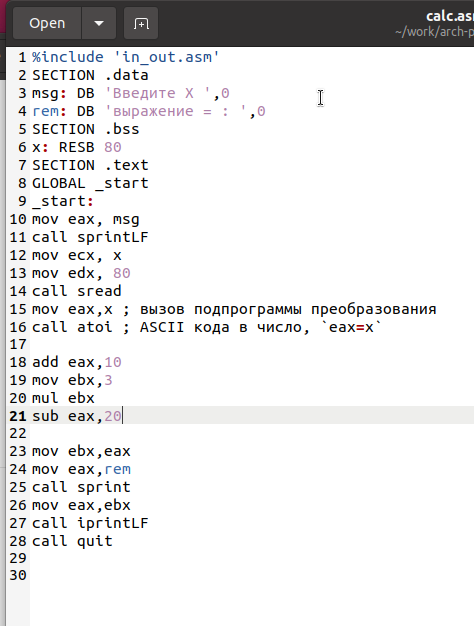 Open
calc.as
~/work/arch-p
1 %include 'in_out.asm'
2 SECTION .data
3 msg: DB 'Введите X ',0
4 rem: DB 'выражение = : ',0
5 SECTION .bss
6 x: RESB 80
7 SECTION .text
8 GLOBAL _start
9 _start:
10 mov eax, msg
11 call sprintLF
12 mov ecx, x
13 mov edx, 80
14 call sread
15 mov eax,x ; вызов подпрограммы преобразования
16 call atoi ; ASCII кода в число, `eax=x`
17
18 add eax,10
19 mov ebx,3
20 mul ebx
21 sub eax,20
22
23 mov ebx,eax
24 mov eax,rem
25 call sprint
26 mov eax,ebx
27 call iprintLF
28 call quit
29
30